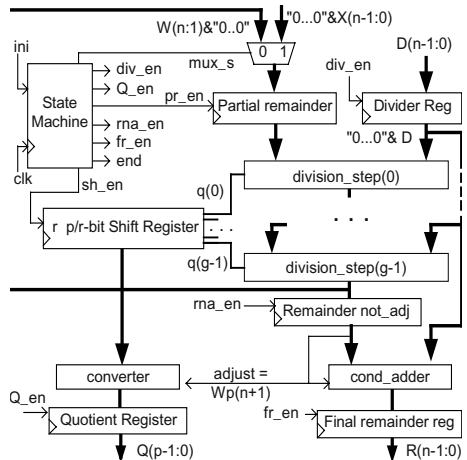 W(n:1)&"0..0"
"0...0"&X(n-1:0)
ini
0 1
mux_s
D(n-1:0)
div_en
div_en
Q_en
State
Machine
pr_en
Partial remainder
Divider Reg
rna_en
fr_en
end
"0...0"& D
clk
sh_en
q(0)
division_step(0)
r p/r-bit Shift Register
. . .
. . .
q(g-1)
division_step(g-1)
rna_en
Remainder not_adj
converter
adjust =
Wp(n+1)
cond_adder
Q_en
Quotient Register
fr_en
Final remainder reg
Q(p-1:0)
R(n-1:0)